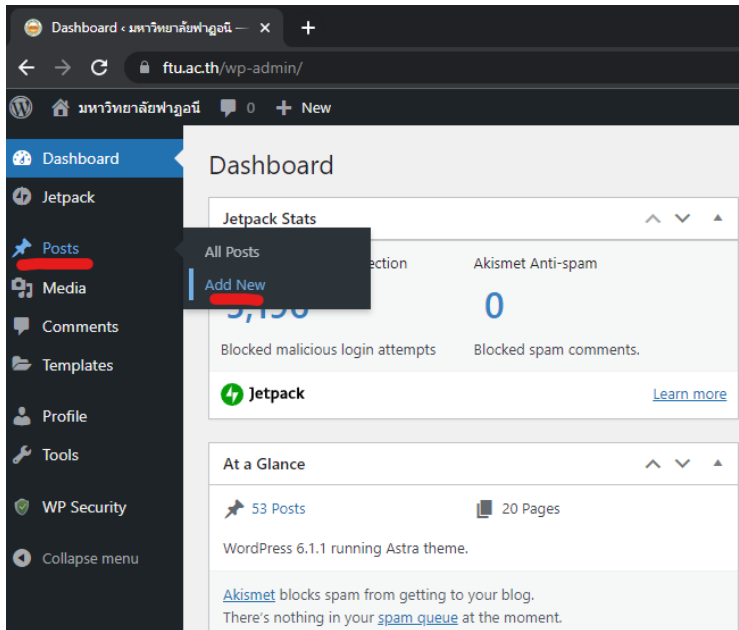 Dashboard ‹ มหาวิทยาลัยฟาฏอนี —
ftu.ac.th/wp-admin/
มหาวิทยาลัยฟาฏอนี 0 + New
Dashboard
Jetpack
Posts
Media
Comments
Templates
Profile
Tools
WP Security
Collapse menu
All Posts
Add New
Dashboard
Jetpack Stats
ection
Akismet Anti-spam
0
Blocked malicious login attempts
Blocked spam comments.
Jetpack
Learn more
At a Glance
53 Posts
20 Pages
WordPress 6.1.1 running Astra theme.
Akismet blocks spam from getting to your blog.
There's nothing in your spam queue at the moment.